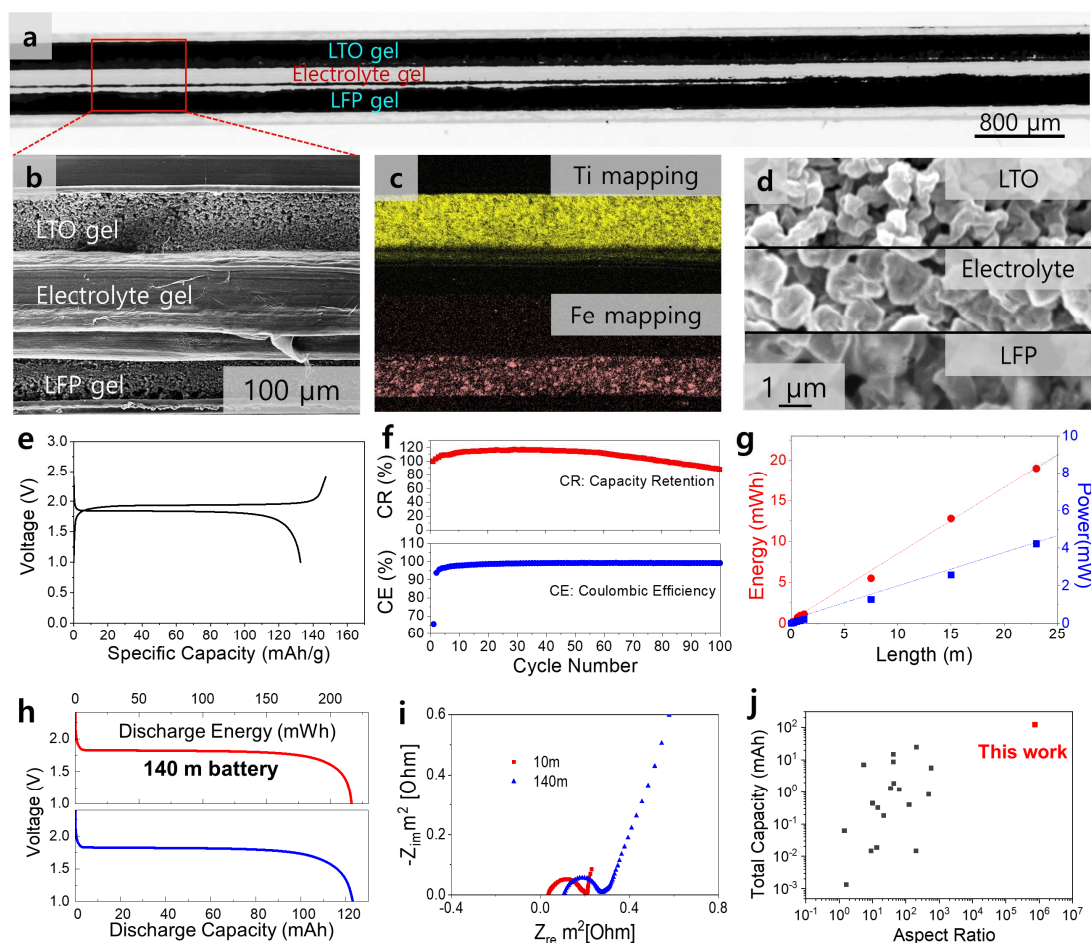 a
LTO gel
Electrolyte gel
LFP gel
800 μm
b
LTO gel
Electrolyte gel
LFP gel
100 μm
c
Ti mapping
Fe mapping
d
LTO
Electrolyte
LFP
1 μm
e
Voltage (V)
3.0
2.5
2.0
1.5
1.0
0.5
0.0
0 20 40 60 80 100 120 140 160
Specific Capacity (mAh/g)
f
CR (%)
120
100
80
60
40
20
0
CR: Capacity Retention
CE (%)
110
100
90
80
70
60
CE: Coulombic Efficiency
0 10 20 30 40 50 60 70 80 90 100
Cycle Number
g
Energy (mWh)
20
15
10
5
0
Power(mW)
10
8
6
4
2
0
0 5 10 15 20 25
Length (m)
h
0 50 100 150 200
Discharge Energy (mWh)
140 m battery
Voltage (V)
2.0
1.5
1.0
2.0
1.5
1.0
0 20 40 60 80 100 120
Discharge Capacity (mAh)
i
-Zim m² [Ohm]
0.6
0.4
0.2
0.0
10m
140m
-0.4 0.0 0.4 0.8
Zre m²[Ohm]
j
Total Capacity (mAh)
10²
10¹
10⁰
10⁻¹
10⁻²
10⁻³
This work
10⁻¹ 10⁰ 10¹ 10² 10³ 10⁴ 10⁵ 10⁶ 10⁷
Aspect Ratio